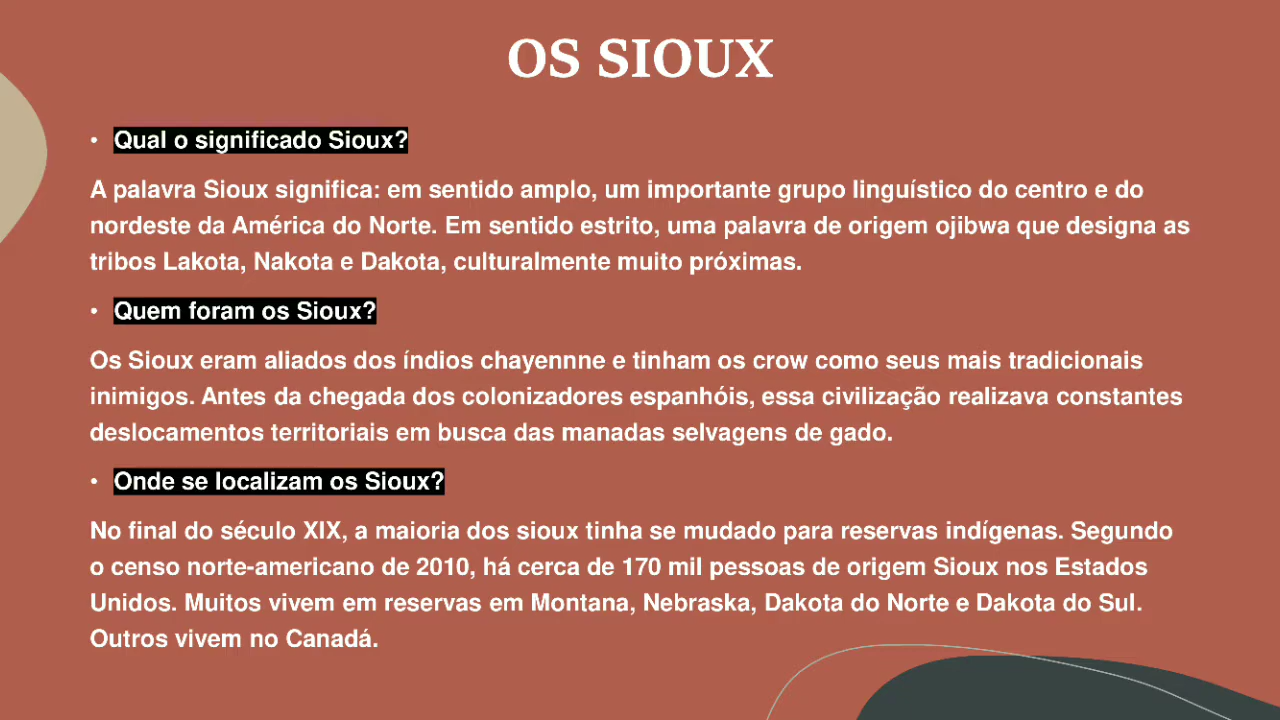 OS SIOUX
• Qual o significado Sioux?
A palavra Sioux significa: em sentido amplo, um importante grupo linguístico do centro e do
nordeste da América do Norte. Em sentido estrito, uma palavra de origem ojibwa que designa as
tribos Lakota, Nakota e Dakota, culturalmente muito próximas.
• Quem foram os Sioux?
Os Sioux eram aliados dos índios chayennne e tinham os crow como seus mais tradicionais
inimigos. Antes da chegada dos colonizadores espanhóis, essa civilização realizava constantes
deslocamentos territoriais em busca das manadas selvagens de gado.
• Onde se localizam os Sioux?
No final do século XIX, a maioria dos sioux tinha se mudado para reservas indígenas. Segundo
o censo norte-americano de 2010, há cerca de 170 mil pessoas de origem Sioux nos Estados
Unidos. Muitos vivem em reservas em Montana, Nebraska, Dakota do Norte e Dakota do Sul.
Outros vivem no Canadá.